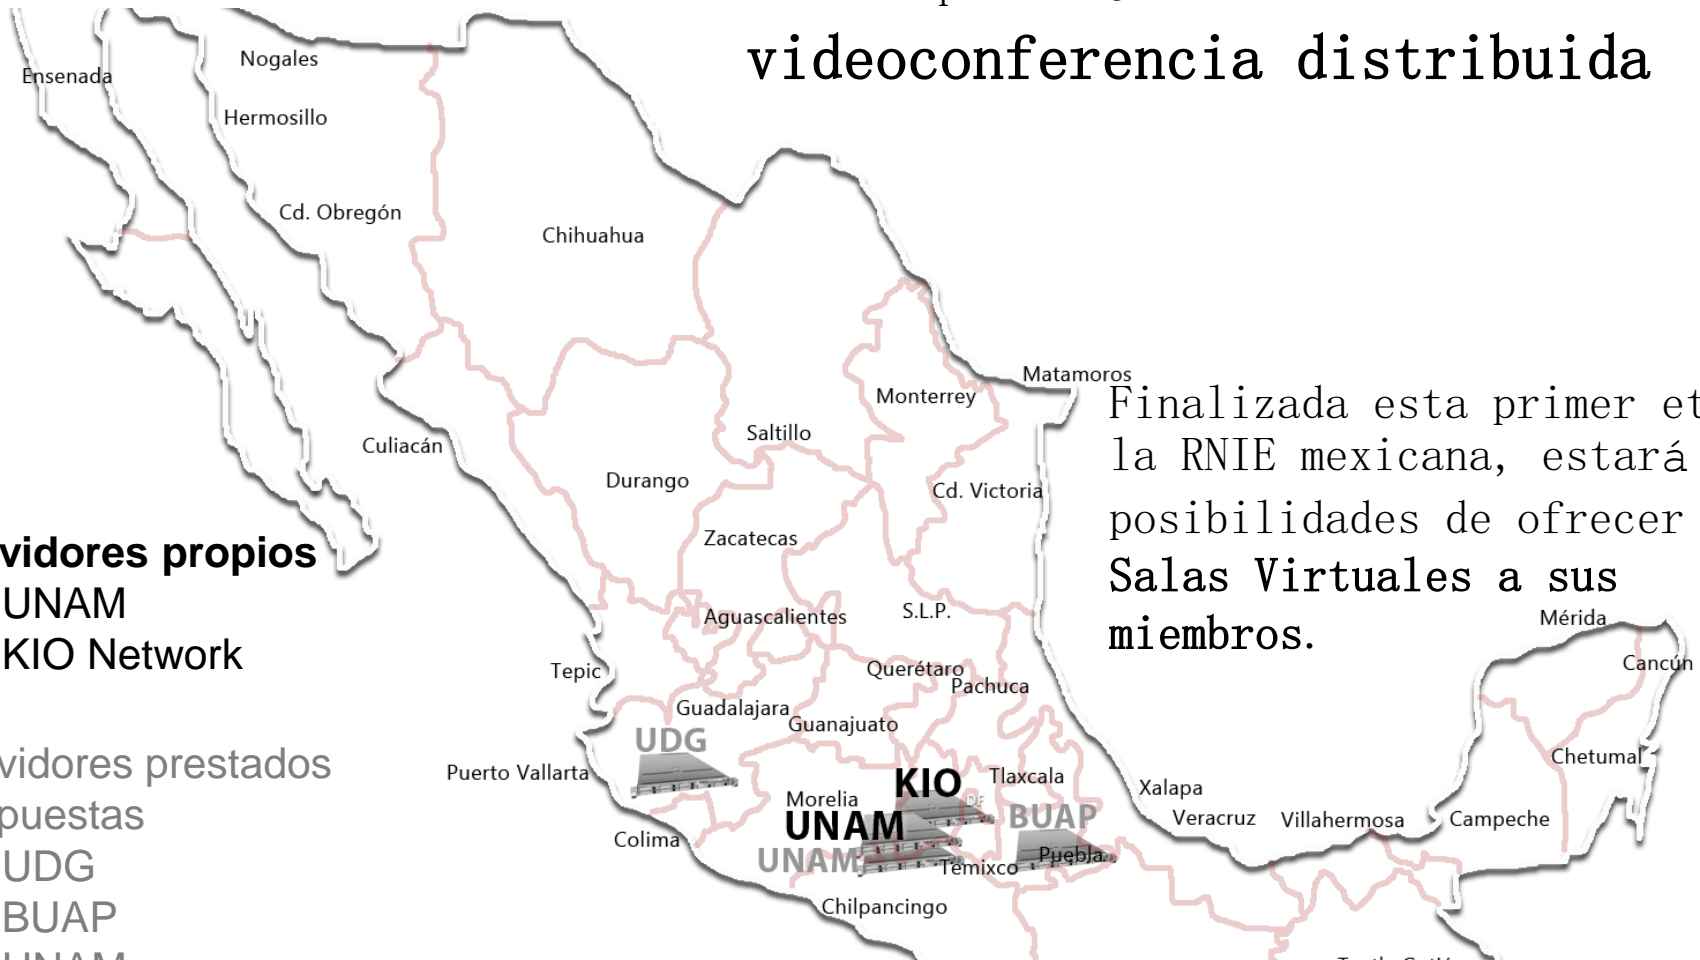 videoconferencia distribuida
Ensenada
Nogales
Hermosillo
Cd. Obregón
Chihuahua
Matamoros
Monterrey
Saltillo
Culiacán
Durango
Cd. Victoria
Zacatecas
Finalizada esta primer et
la RNIE mexicana, estará
posibilidades de ofrecer
Salas Virtuales a sus
miembros.
vidores propios
UNAM
KIO Network
vidores prestados
puestas
UDG
BUAP
UNAM
Aguascalientes
S.L.P.
Mérida
Cancún
Tepic
Querétaro
Pachuca
Guadalajara
Guanajuato
UDG
Chetumal
Puerto Vallarta
KIO
Tlaxcala
DF
Morelia
Xalapa
UNAM
BUAP
Veracruz
Villahermosa
Campeche
Colima
UNAM
Temixco
Puebla
Chilpancingo